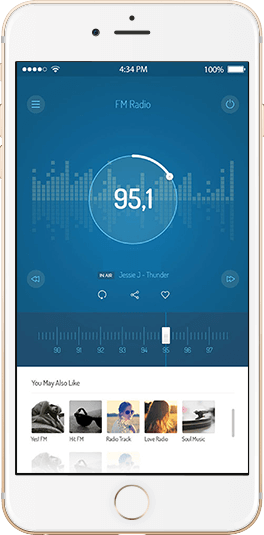 4:34 PM 100%
FM Radio
95,1
IN AIR Jessie J - Thunder
90 91 92 93 94 95 96 97
You May Also Like
Yes! FM Hit FM Radio Track Love Radio Soul Music